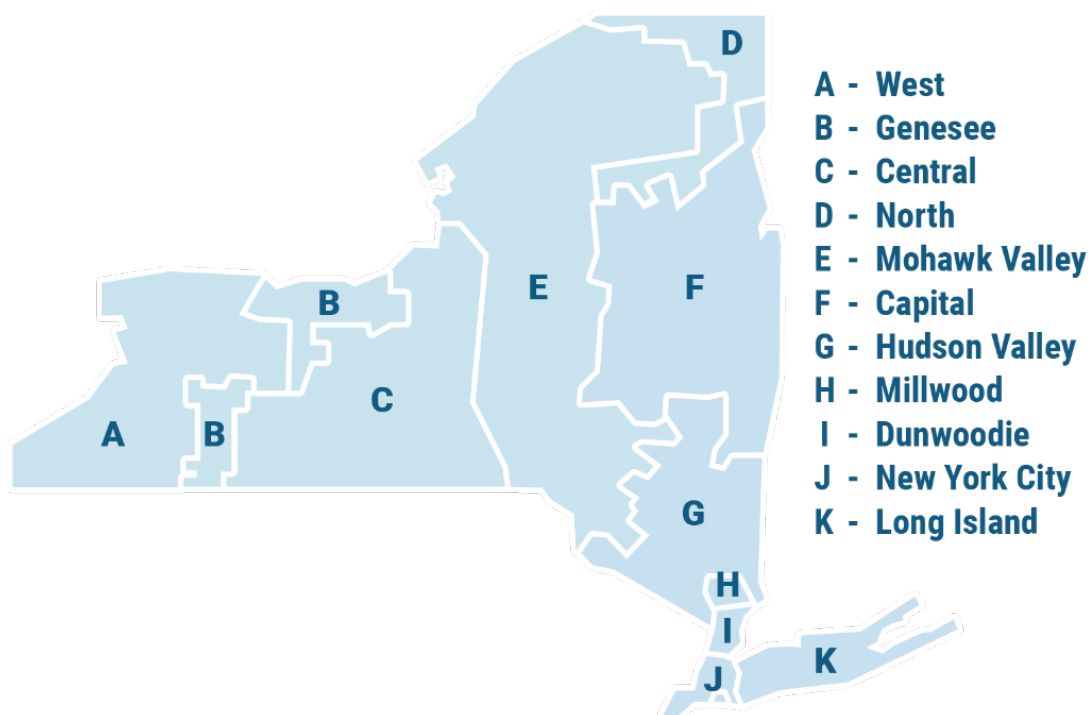 D
A - West
B - Genesee
C - Central
D - North
E - Mohawk Valley
F - Capital
G - Hudson Valley
H - Millwood
I - Dunwoodie
J - New York City
K - Long Island
E
F
B
C
A
B
G
H
I
K
J